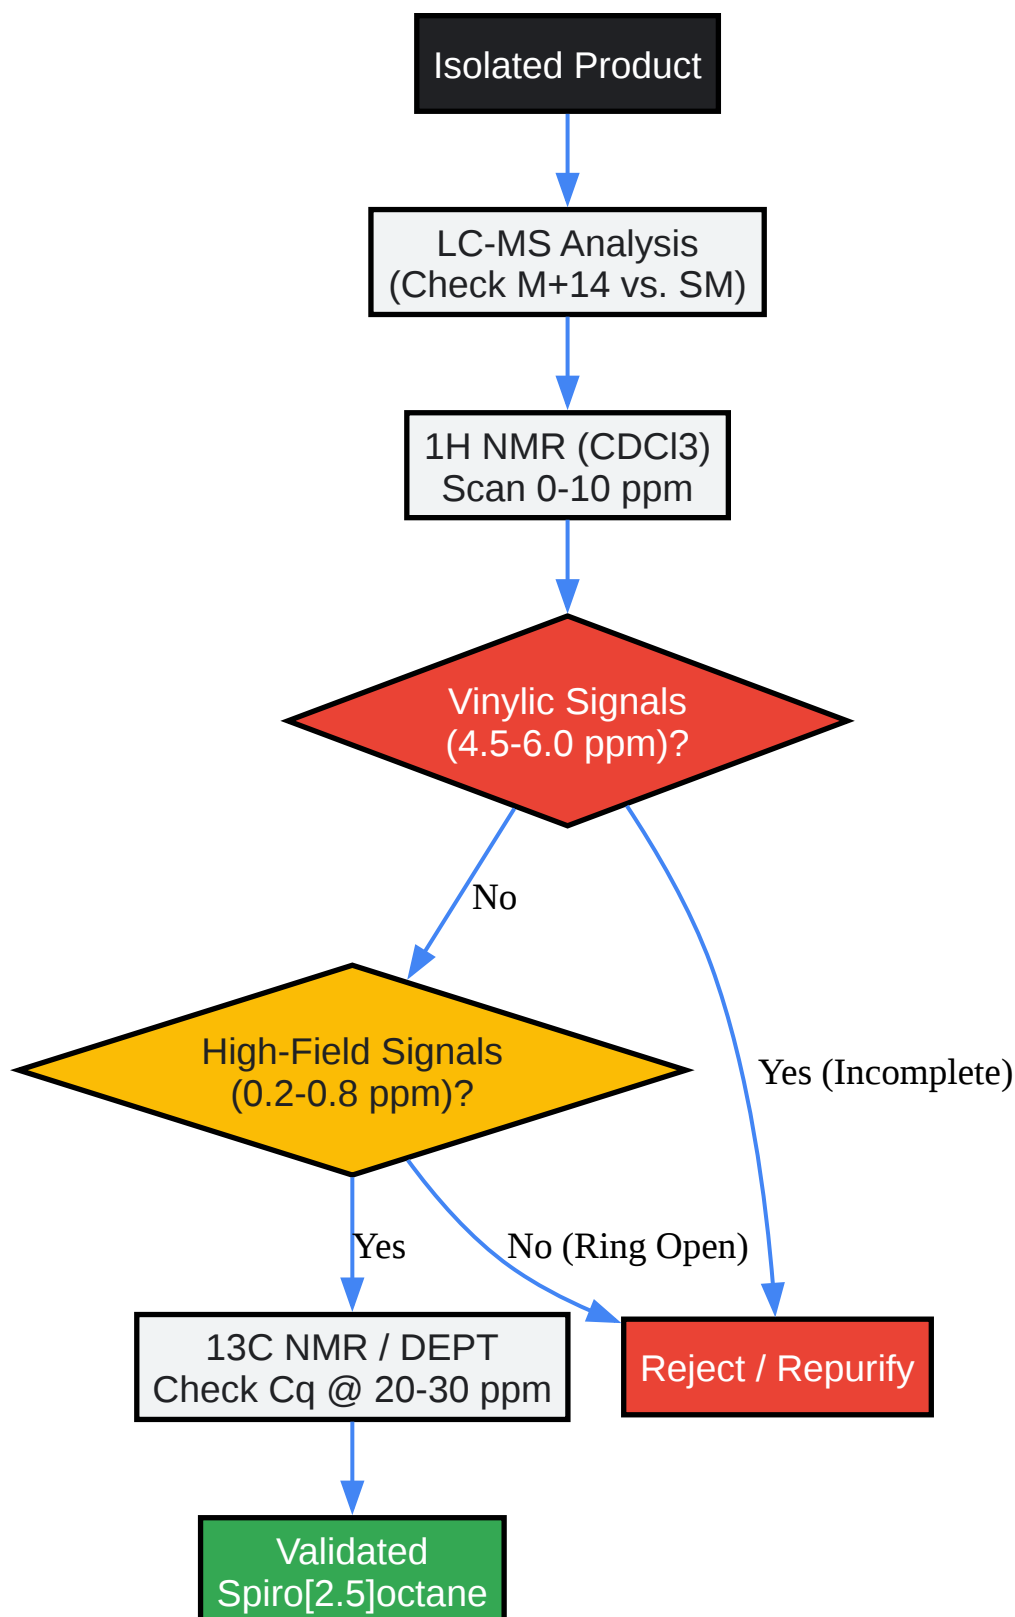 Isolated Product
LC-MS Analysis
(Check M+14 vs. SM)
1H NMR (CDCl3)
Scan 0-10 ppm
Vinylic Signals
(4.5-6.0 ppm)?
No
High-Field Signals
(0.2-0.8 ppm)?
Yes (Incomplete)
Yes
No (Ring Open)
13C NMR / DEPT
Check Cq @ 20-30 ppm
Reject / Repurify
Validated
Spiro[2.5]octane